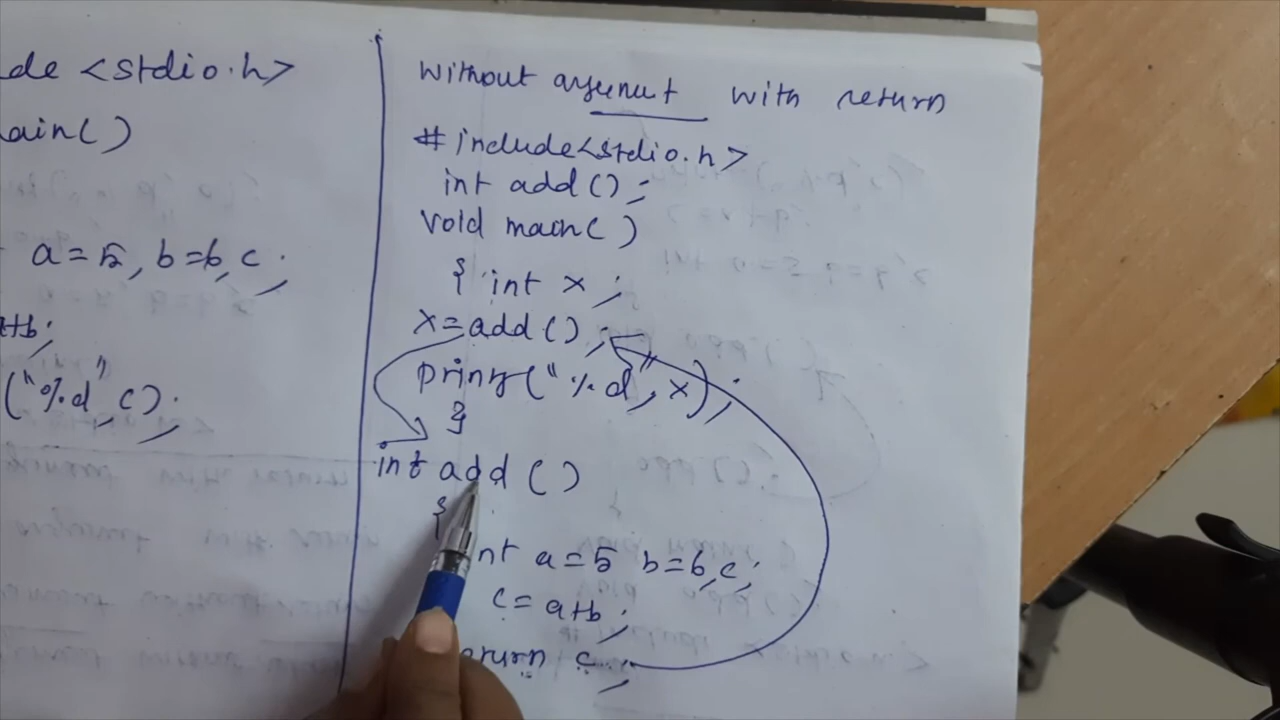 de <stdio.h>
ain()
a=5, b=6, c;
+b;
("%d", c);
without argument with return
#include<stdio.h>
int add();
void main()
{ int x;
x=add();
printf("%d", x);
}
int add()
{
int a=5 b=6,c;
c=a+b;
eturn c;